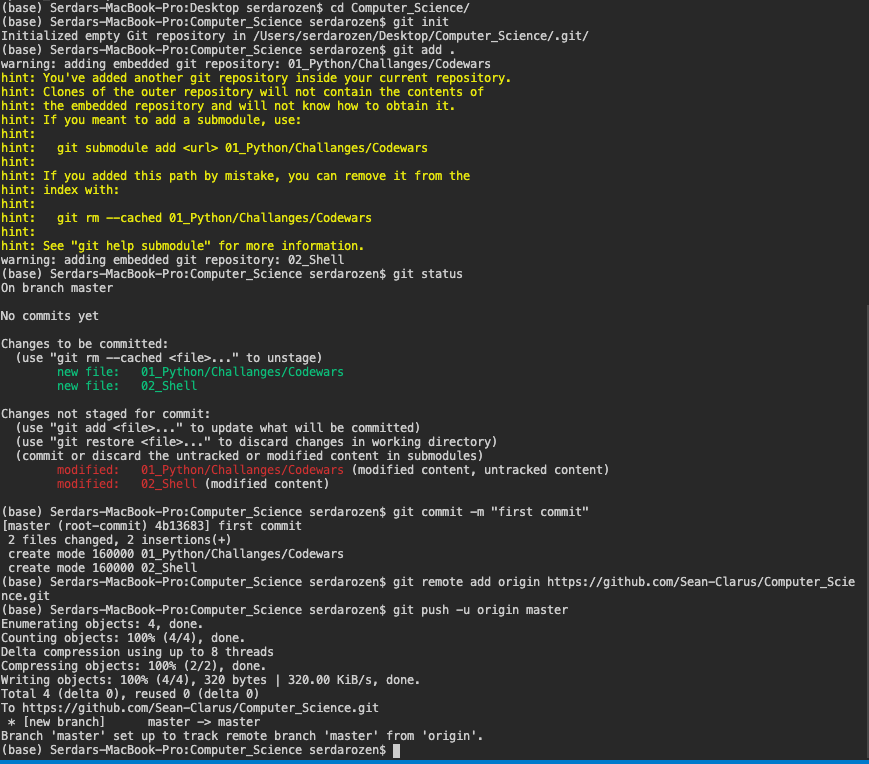 (base) Serdars-MacBook-Pro:Desktop serdarozen$ cd Computer_Science/
(base) Serdars-MacBook-Pro:Computer_Science serdarozen$ git init
Initialized empty Git repository in /Users/serdarozen/Desktop/Computer_Science/.git/
(base) Serdars-MacBook-Pro:Computer_Science serdarozen$ git add .
warning: adding embedded git repository: 01_Python/Challanges/Codewars
hint: You've added another git repository inside your current repository.
hint: Clones of the outer repository will not contain the contents of
hint: the embedded repository and will not know how to obtain it.
hint: If you meant to add a submodule, use:
hint:
hint:   git submodule add <url> 01_Python/Challanges/Codewars
hint:
hint: If you added this path by mistake, you can remove it from the
hint: index with:
hint:
hint:   git rm --cached 01_Python/Challanges/Codewars
hint:
hint: See "git help submodule" for more information.
warning: adding embedded git repository: 02_Shell
(base) Serdars-MacBook-Pro:Computer_Science serdarozen$ git status
On branch master

No commits yet

Changes to be committed:
  (use "git rm --cached <file>..." to unstage)
        new file:   01_Python/Challanges/Codewars
        new file:   02_Shell

Changes not staged for commit:
  (use "git add <file>..." to update what will be committed)
  (use "git restore <file>..." to discard changes in working directory)
  (commit or discard the untracked or modified content in submodules)
        modified:   01_Python/Challanges/Codewars (modified content, untracked content)
        modified:   02_Shell (modified content)

(base) Serdars-MacBook-Pro:Computer_Science serdarozen$ git commit -m "first commit"
[master (root-commit) 4b13683] first commit
 2 files changed, 2 insertions(+)
 create mode 160000 01_Python/Challanges/Codewars
 create mode 160000 02_Shell
(base) Serdars-MacBook-Pro:Computer_Science serdarozen$ git remote add origin https://github.com/Sean-Clarus/Computer_Scie
nce.git
(base) Serdars-MacBook-Pro:Computer_Science serdarozen$ git push -u origin master
Enumerating objects: 4, done.
Counting objects: 100% (4/4), done.
Delta compression using up to 8 threads
Compressing objects: 100% (2/2), done.
Writing objects: 100% (4/4), 320 bytes | 320.00 KiB/s, done.
Total 4 (delta 0), reused 0 (delta 0)
To https://github.com/Sean-Clarus/Computer_Science.git
 * [new branch]      master -> master
Branch 'master' set up to track remote branch 'master' from 'origin'.
(base) Serdars-MacBook-Pro:Computer_Science serdarozen$